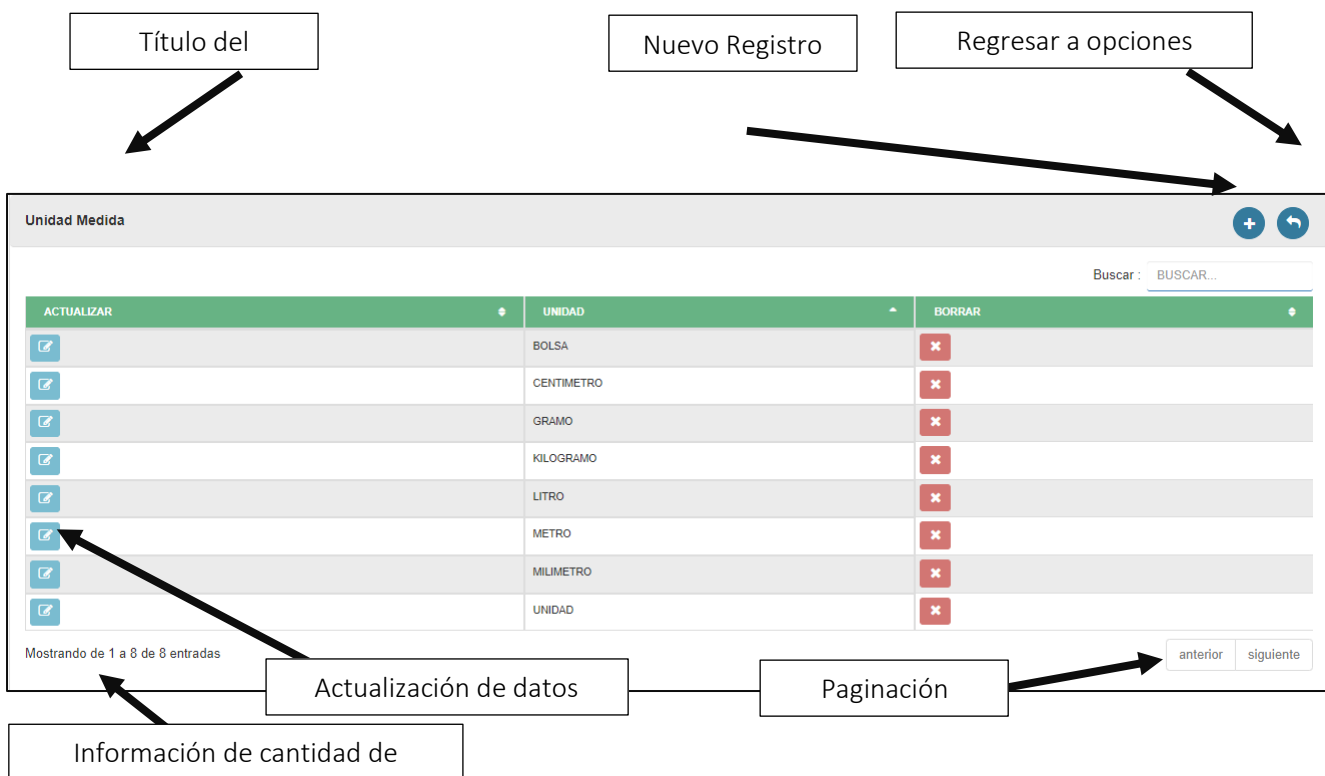 Título del
Nuevo Registro
Regresar a opciones
Unidad Medida
Buscar : BUSCAR...
ACTUALIZAR UNIDAD BORRAR
BOLSA
CENTIMETRO
GRAMO
KILOGRAMO
LITRO
METRO
MILIMETRO
UNIDAD
Mostrando de 1 a 8 de 8 entradas
anterior siguiente
Actualización de datos
Paginación
Información de cantidad de